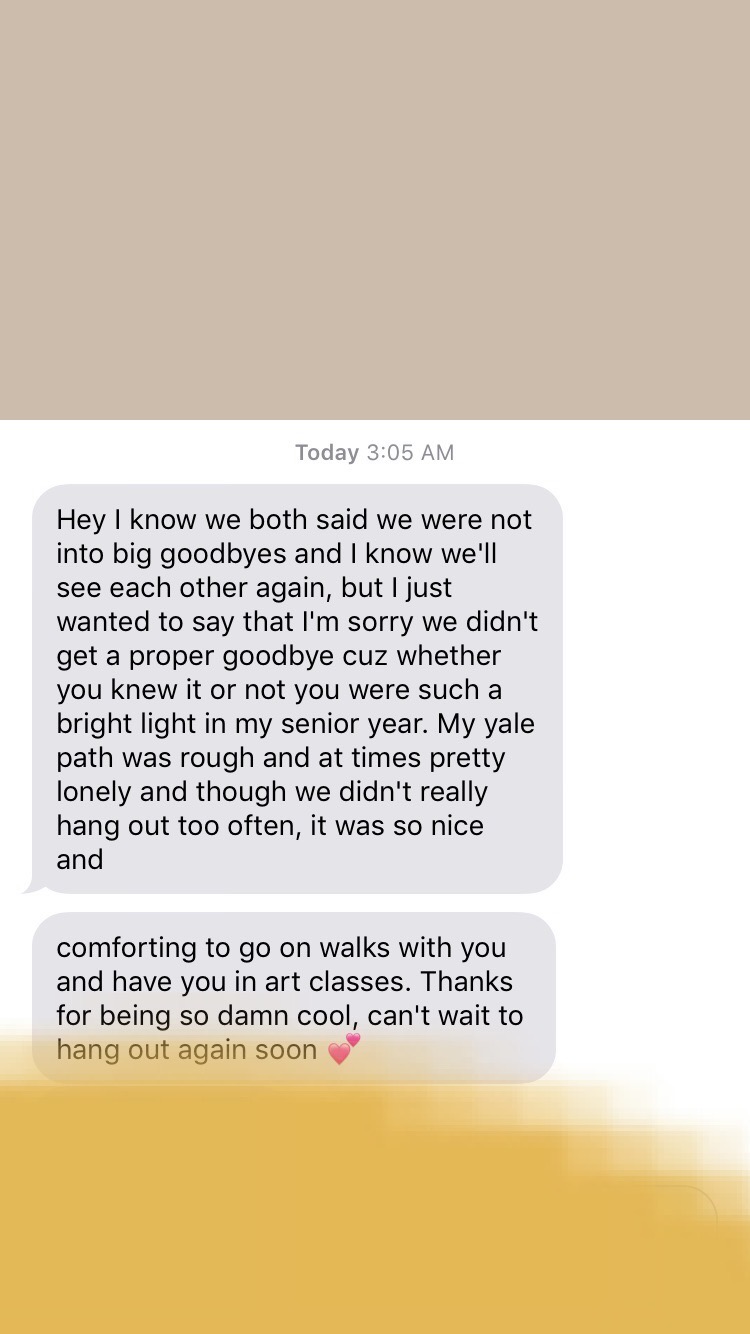 Today 3:05 AM
Hey I know we both said we were not
into big goodbyes and I know we'll
see each other again, but I just
wanted to say that I'm sorry we didn't
get a proper goodbye cuz whether
you knew it or not you were such a
bright light in my senior year. My yale
path was rough and at times pretty
lonely and though we didn't really
hang out too often, it was so nice
and
comforting to go on walks with you
and have you in art classes. Thanks
for being so damn cool, can't wait to
hang out again soon 💕